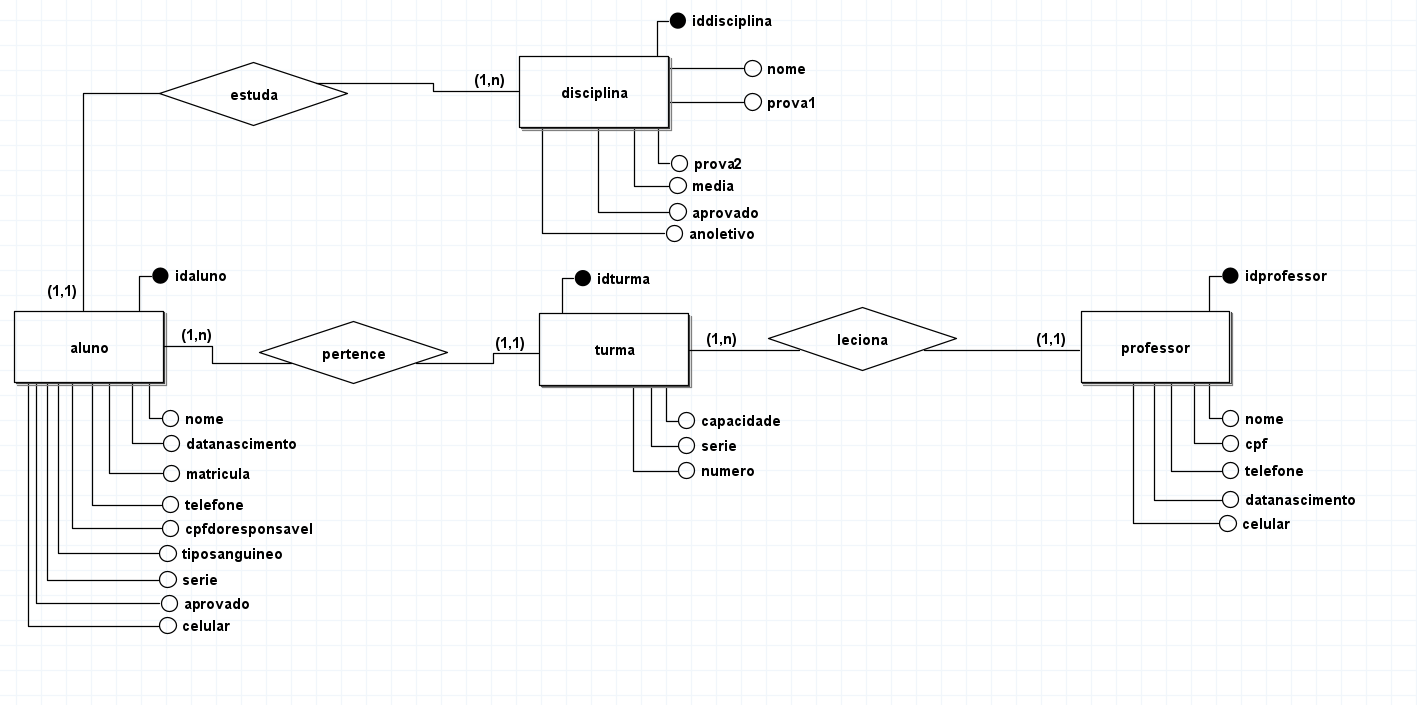 iddisciplina
nome
(1,n)
disciplina
estuda
prova1
prova2
media
aprovado
anoletivo
idaluno
idturma
idprofessor
(1,1)
(1,n)
aluno
pertence
(1,1)
turma
(1,n)
leciona
(1,1)
professor
nome
datanascimento
matricula
telefone
cpfdoresponsavel
tiposanguineo
serie
aprovado
celular
capacidade
serie
numero
nome
cpf
telefone
datanascimento
celular